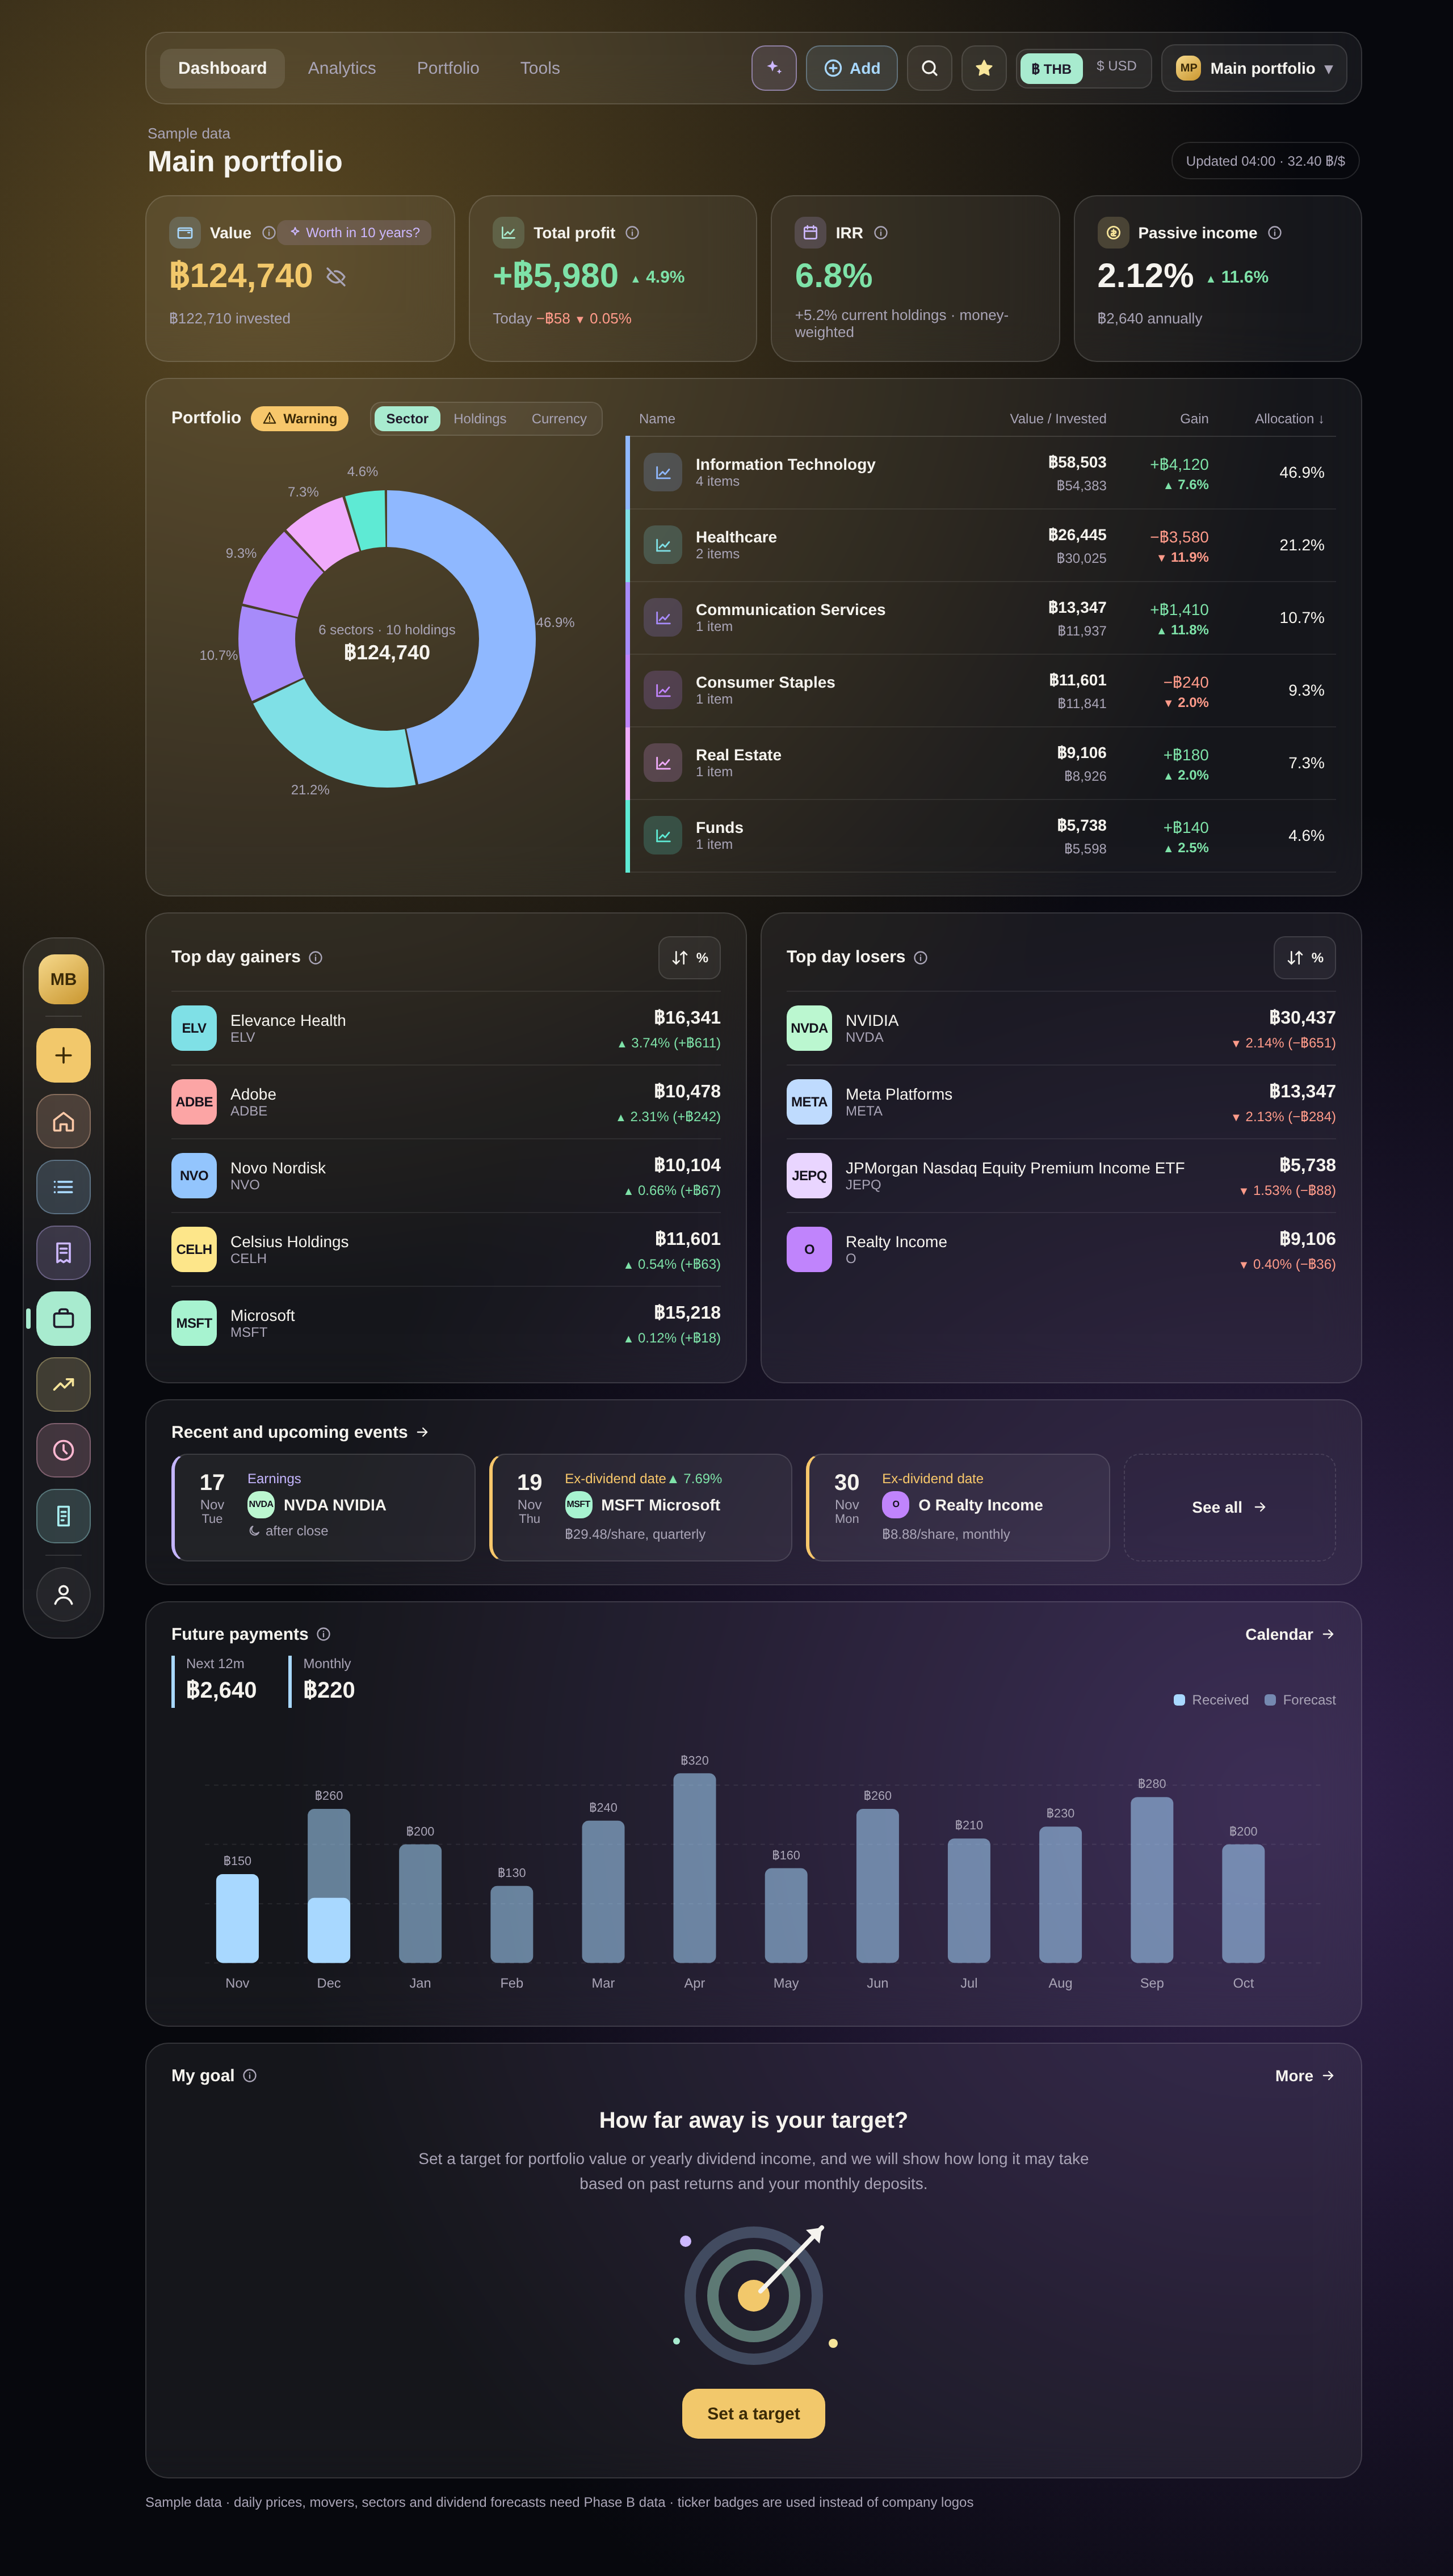 Dashboard Analytics Portfolio Tools Add ฿ THB $ USD MP Main portfolio ▾
Sample data
Main portfolio
Updated 04:00 · 32.40 ฿/$
Value Worth in 10 years?
฿124,740
฿122,710 invested
Total profit
+฿5,980 ▲ 4.9%
Today −฿58 ▼ 0.05%
IRR
6.8%
+5.2% current holdings · money-
weighted
Passive income
2.12% ▲ 11.6%
฿2,640 annually
Portfolio Warning Sector Holdings Currency
4.6%
7.3%
9.3%
46.9%
10.7%
21.2%
6 sectors · 10 holdings
฿124,740
Name Value / Invested Gain Allocation ↓
Information Technology ฿58,503 +฿4,120 46.9%
4 items ฿54,383 ▲ 7.6%
Healthcare ฿26,445 −฿3,580 21.2%
2 items ฿30,025 ▼ 11.9%
Communication Services ฿13,347 +฿1,410 10.7%
1 item ฿11,937 ▲ 11.8%
Consumer Staples ฿11,601 −฿240 9.3%
1 item ฿11,841 ▼ 2.0%
Real Estate ฿9,106 +฿180 7.3%
1 item ฿8,926 ▲ 2.0%
Funds ฿5,738 +฿140 4.6%
1 item ฿5,598 ▲ 2.5%
MB
Top day gainers %
ELV Elevance Health ฿16,341
ELV ▲ 3.74% (+฿611)
ADBE Adobe ฿10,478
ADBE ▲ 2.31% (+฿242)
NVO Novo Nordisk ฿10,104
NVO ▲ 0.66% (+฿67)
CELH Celsius Holdings ฿11,601
CELH ▲ 0.54% (+฿63)
MSFT Microsoft ฿15,218
MSFT ▲ 0.12% (+฿18)
Top day losers %
NVDA NVIDIA ฿30,437
NVDA ▼ 2.14% (−฿651)
META Meta Platforms ฿13,347
META ▼ 2.13% (−฿284)
JEPQ JPMorgan Nasdaq Equity Premium Income ETF ฿5,738
JEPQ ▼ 1.53% (−฿88)
O Realty Income ฿9,106
O ▼ 0.40% (−฿36)
Recent and upcoming events →
17 Nov Tue
Earnings
NVDA NVDA NVIDIA
after close
19 Nov Thu
Ex-dividend date ▲ 7.69%
MSFT MSFT Microsoft
฿29.48/share, quarterly
30 Nov Mon
Ex-dividend date
O O Realty Income
฿8.88/share, monthly
See all →
Future payments Calendar →
Next 12m Monthly
฿2,640 ฿220
Received Forecast
฿150 ฿260 ฿200 ฿130 ฿240 ฿320 ฿160 ฿260 ฿210 ฿230 ฿280 ฿200
Nov Dec Jan Feb Mar Apr May Jun Jul Aug Sep Oct
My goal More →
How far away is your target?
Set a target for portfolio value or yearly dividend income, and we will show how long it may take
based on past returns and your monthly deposits.
Set a target
Sample data · daily prices, movers, sectors and dividend forecasts need Phase B data · ticker badges are used instead of company logos